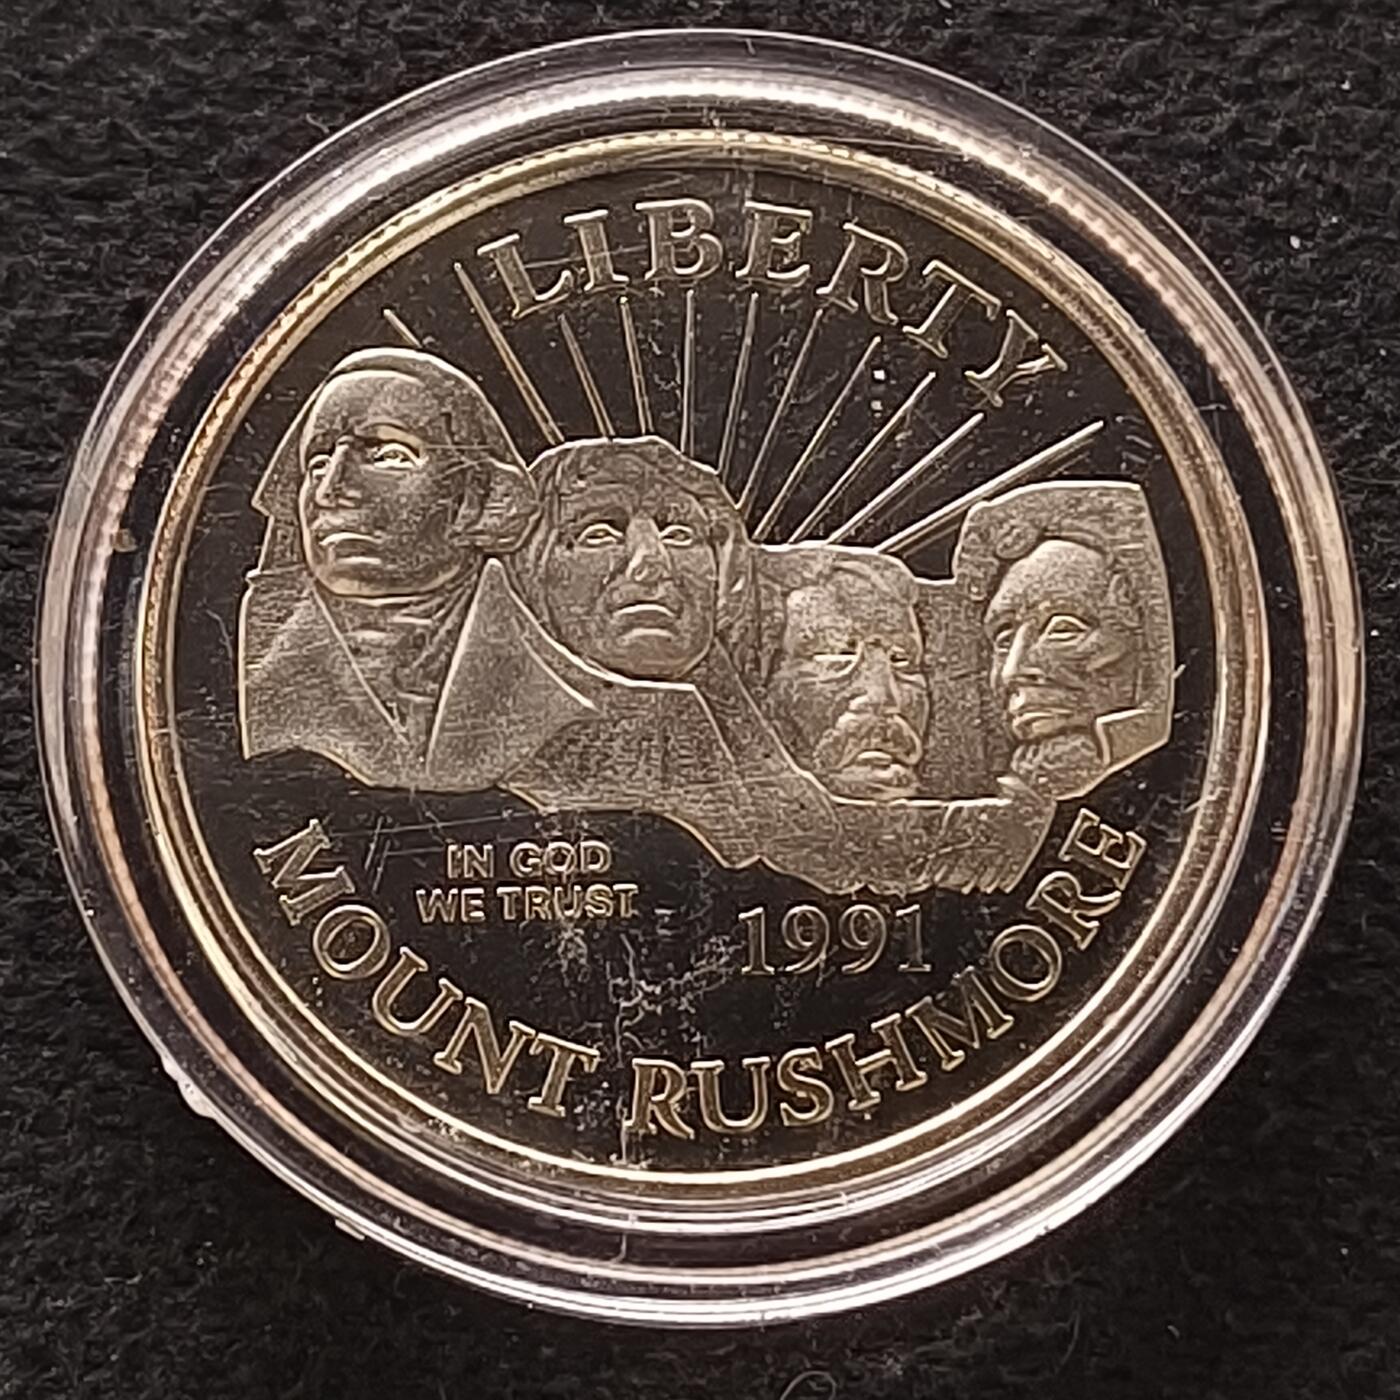 LIBERTY
IN GOD
WE TRUST
1991
MOUNT RUSHMORE